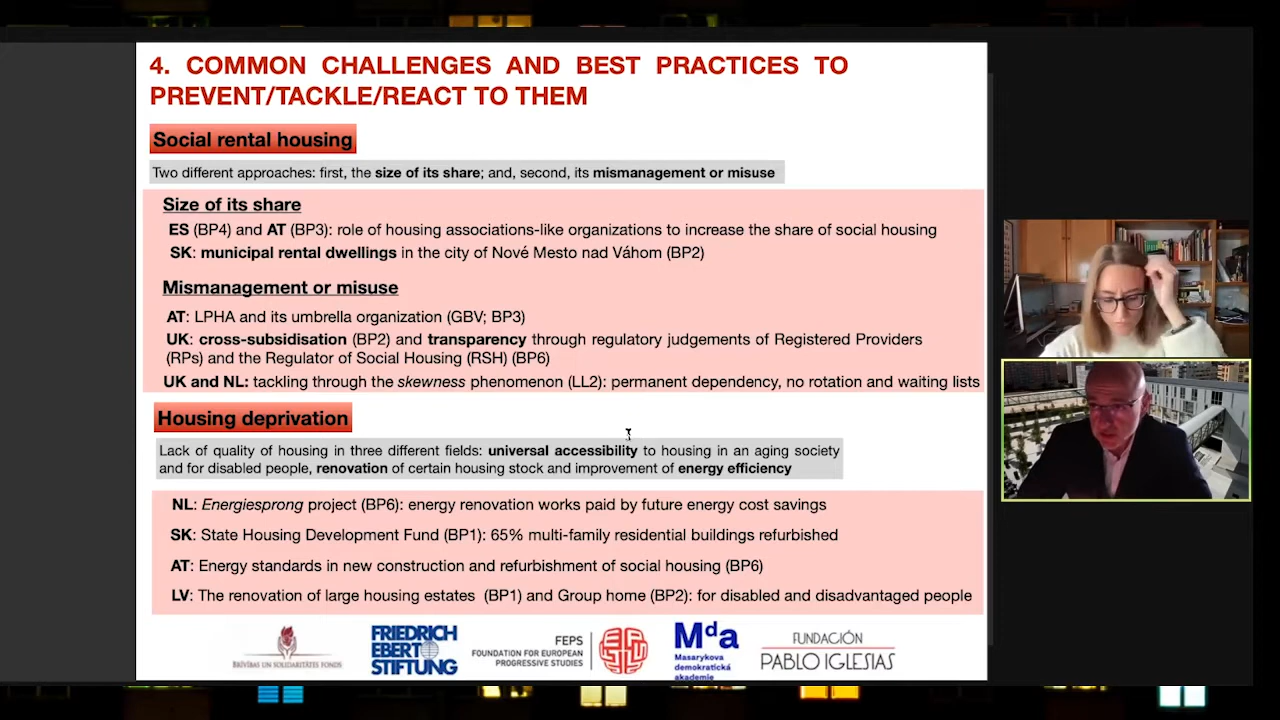 4. COMMON CHALLENGES AND BEST PRACTICES TO
PREVENT/TACKLE/REACT TO THEM
Social rental housing
Two different approaches: first, the size of its share; and, second, its mismanagement or misuse
Size of its share
ES (BP4) and AT (BP3): role of housing associations-like organizations to increase the share of social housing
SK: municipal rental dwellings in the city of Nové Mesto nad Váhom (BP2)
Mismanagement or misuse
AT: LPHA and its umbrella organization (GBV; BP3)
UK: cross-subsidisation (BP2) and transparency through regulatory judgements of Registered Providers
(RPs) and the Regulator of Social Housing (RSH) (BP6)
UK and NL: tackling through the skewness phenomenon (LL2): permanent dependency, no rotation and waiting lists
Housing deprivation
Lack of quality of housing in three different fields: universal accessibility to housing in an aging society
and for disabled people, renovation of certain housing stock and improvement of energy efficiency
NL: Energiesprong project (BP6): energy renovation works paid by future energy cost savings
SK: State Housing Development Fund (BP1): 65% multi-family residential buildings refurbished
AT: Energy standards in new construction and refurbishment of social housing (BP6)
LV: The renovation of large housing estates (BP1) and Group home (BP2): for disabled and disadvantaged people
BRĪVĪBAS UN SOLIDARITĀTES FONDS
FRIEDRICH
EBERT
STIFTUNG
FEPS
FOUNDATION FOR EUROPEAN
PROGRESSIVE STUDIES
Mda
Masarykova
demokratická
akademie
FUNDACIÓN
PABLO IGLESIAS